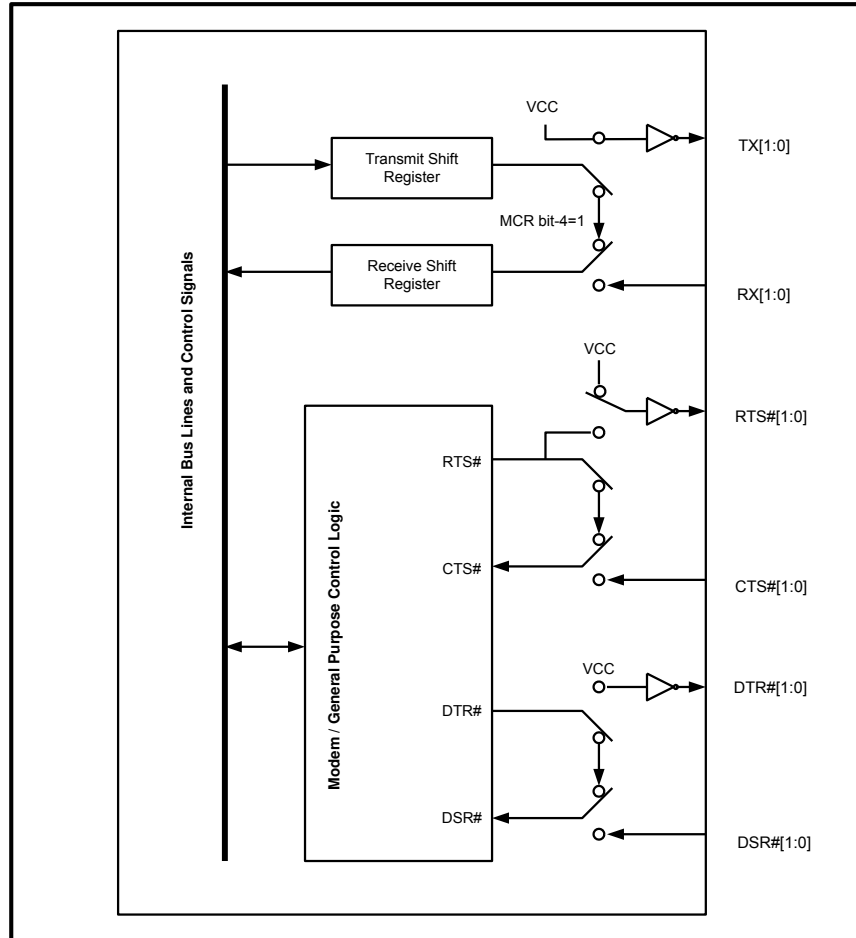 VCC
TX[1:0]
Transmit Shift
Register
MCR bit-4=1
Receive Shift
Register
RX[1:0]
Internal Bus Lines and Control Signals
VCC
RTS#[1:0]
Modem / General Purpose Control Logic
RTS#
CTS#
CTS#[1:0]
VCC
DTR#[1:0]
DTR#
DSR#
DSR#[1:0]